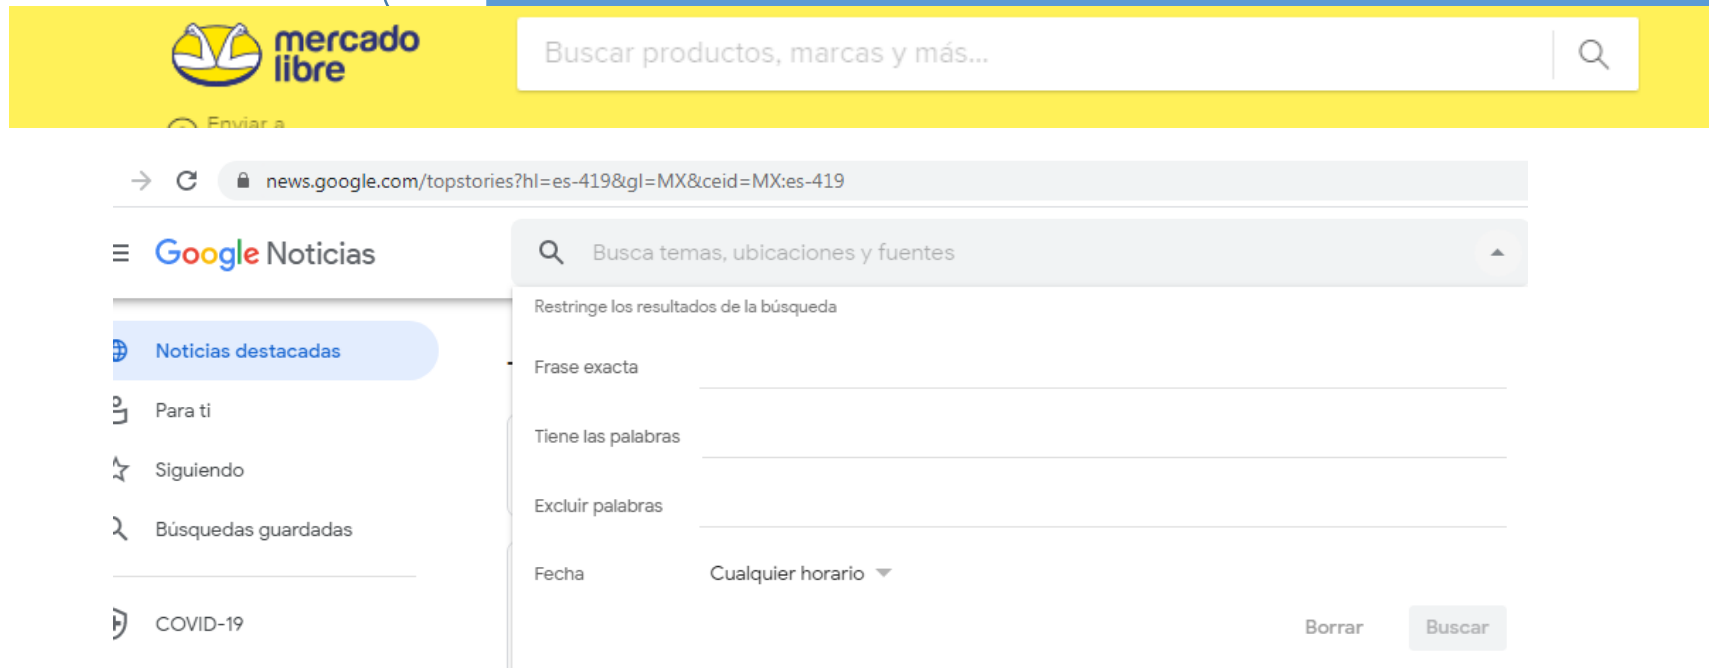 mercado
libre
Buscar productos, marcas y más...
Enviar a
news.google.com/topstories?hl=es-419&gl=MX&ceid=MX:es-419
Google Noticias
Busca temas, ubicaciones y fuentes
Restringe los resultados de la búsqueda
Noticias destacadas
Frase exacta
Para ti
Tiene las palabras
Siguiendo
Excluir palabras
Búsquedas guardadas
Fecha
Cualquier horario
COVID-19
Borrar
Buscar